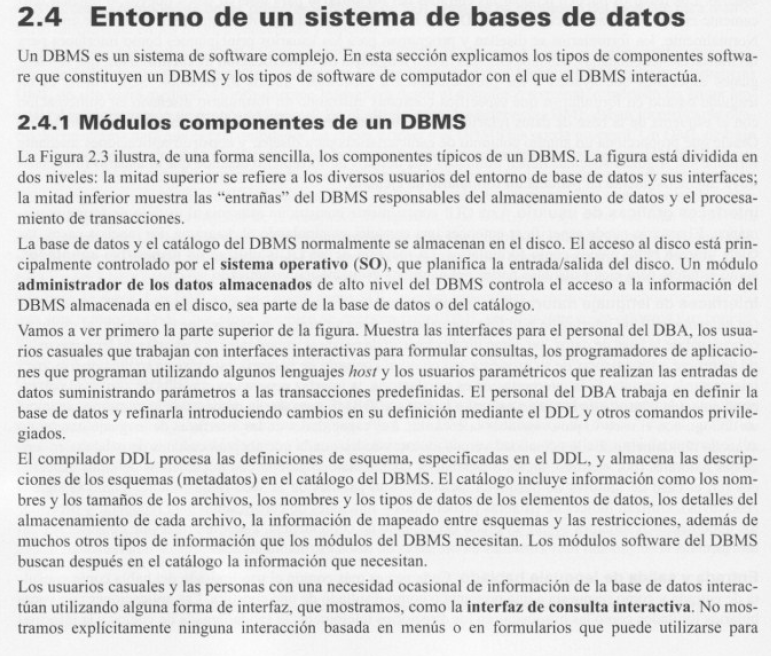 2.4 Entorno de un sistema de bases de datos
Un DBMS es un sistema de software complejo. En esta sección explicamos los tipos de componentes softwa-
re que constituyen un DBMS y los tipos de software de computador con el que el DBMS interactúa.
2.4.1 Módulos componentes de un DBMS
La Figura 2.3 ilustra, de una forma sencilla, los componentes típicos de un DBMS. La figura está dividida en
dos niveles: la mitad superior se refiere a los diversos usuarios del entorno de base de datos y sus interfaces;
la mitad inferior muestra las “entrañas” del DBMS responsables del almacenamiento de datos y el procesa-
miento de transacciones.
La base de datos y el catálogo del DBMS normalmente se almacenan en el disco. El acceso al disco está prin-
cipalmente controlado por el sistema operativo (SO), que planifica la entrada/salida del disco. Un módulo
administrador de los datos almacenados de alto nivel del DBMS controla el acceso a la información del
DBMS almacenada en el disco, sea parte de la base de datos o del catálogo.
Vamos a ver primero la parte superior de la figura. Muestra las interfaces para el personal del DBA, los usua-
rios casuales que trabajan con interfaces interactivas para formular consultas, los programadores de aplicacio-
nes que programan utilizando algunos lenguajes host y los usuarios paramétricos que realizan las entradas de
datos suministrando parámetros a las transacciones predefinidas. El personal del DBA trabaja en definir la
base de datos y refinarla introduciendo cambios en su definición mediante el DDL y otros comandos privile-
giados.
El compilador DDL procesa las definiciones de esquema, especificadas en el DDL, y almacena las descrip-
ciones de los esquemas (metadatos) en el catálogo del DBMS. El catálogo incluye información como los nom-
bres y los tamaños de los archivos, los nombres y los tipos de datos de los elementos de datos, los detalles del
almacenamiento de cada archivo, la información de mapeado entre esquemas y las restricciones, además de
muchos otros tipos de información que los módulos del DBMS necesitan. Los módulos software del DBMS
buscan después en el catálogo la información que necesitan.
Los usuarios casuales y las personas con una necesidad ocasional de información de la base de datos interac-
túan utilizando alguna forma de interfaz, que mostramos, como la interfaz de consulta interactiva. No mos-
tramos explícitamente ninguna interacción basada en menús o en formularios que puede utilizarse para